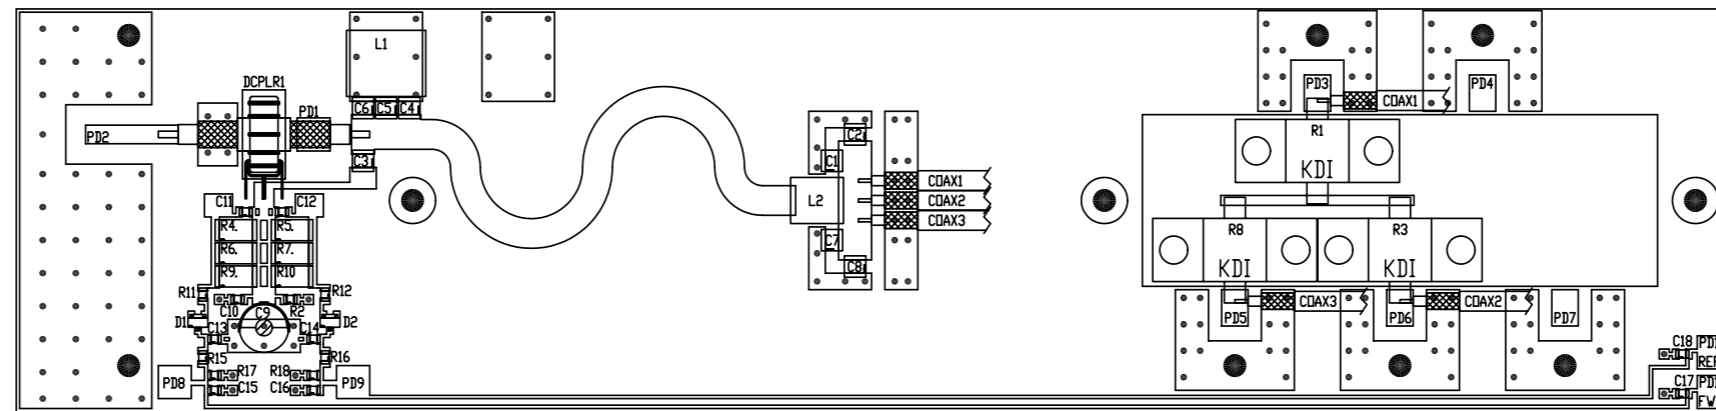 L1
DCPLR1
PD1
C6 C5 C4
PD2
C3
C11 C12
R4. R5.
R6. R7.
R9. R10
R11 R12
C10 C9 R2
D1 D2
C13 C14
R15 R16
R17 R18
PD8 C15 C16 PD9
C2
C1
COAX1
L2 COAX2
COAX3
C7
C8
PD3 PD4
COAX1
R1
KDI
R8 R3
KDI KDI
COAX3 COAX2
PD5 PD6 PD7
C18
C17